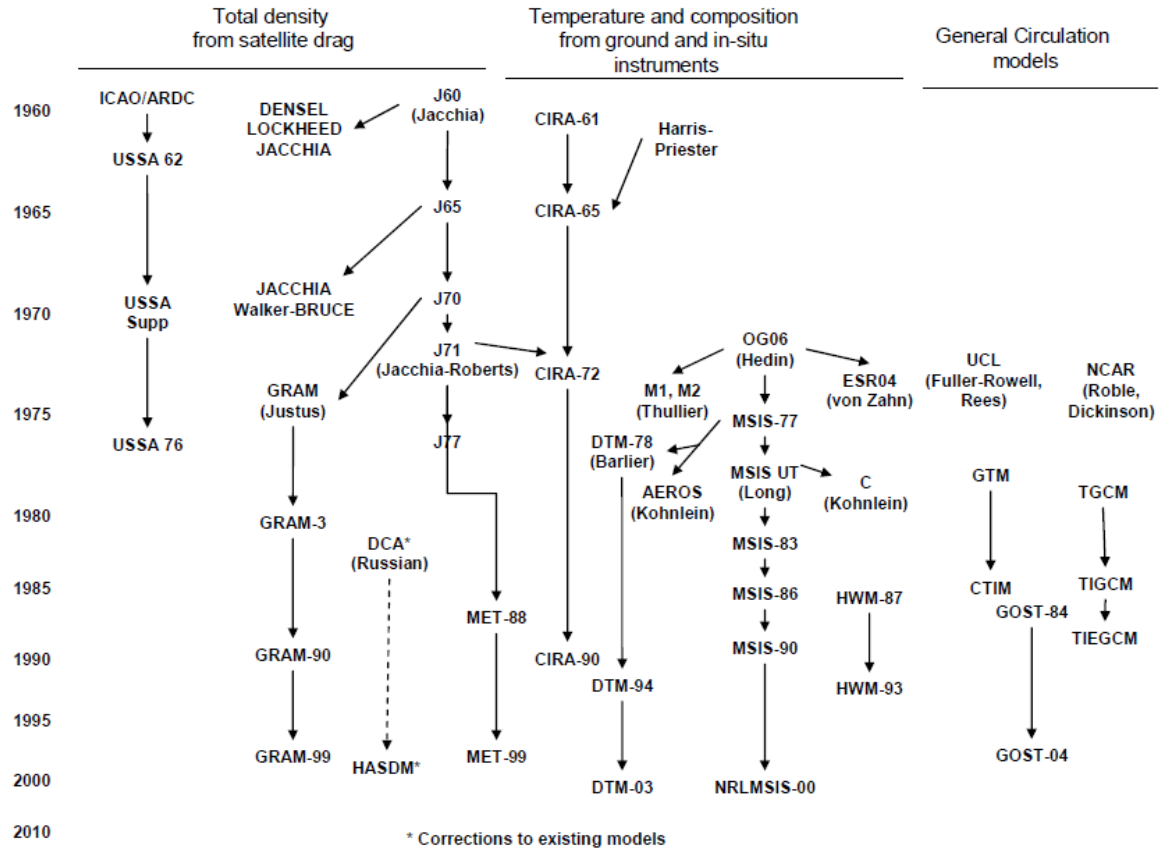 Total density
from satellite drag
Temperature and composition
from ground and in-situ
instruments
General Circulation
models
1960
1965
1970
1975
1980
1985
1990
1995
2000
2010
ICAO/ARDC
USSA 62
USSA
Supp
USSA 76
DENSEL
LOCKHEED
JACCHIA
JACCHIA
Walker-BRUCE
GRAM
(Justus)
GRAM-3
GRAM-90
GRAM-99
DCA*
(Russian)
HASDM*
J60
(Jacchia)
J65
J70
J71
(Jacchia-Roberts)
J77
MET-88
MET-99
CIRA-61
Harris-
Priester
CIRA-65
CIRA-72
CIRA-90
OG06
(Hedin)
M1, M2
(Thullier)
ESR04
(von Zahn)
MSIS-77
DTM-78
(Barlier)
AEROS
(Kohnlein)
MSIS UT
(Long)
C
(Kohnlein)
MSIS-83
MSIS-86
MSIS-90
NRLMSIS-00
DTM-94
DTM-03
HWM-87
HWM-93
UCL
(Fuller-Rowell,
Rees)
NCAR
(Roble,
Dickinson)
GTM
CTIM
GOST-84
GOST-04
TGCM
TIGCM
TIEGCM
* Corrections to existing models